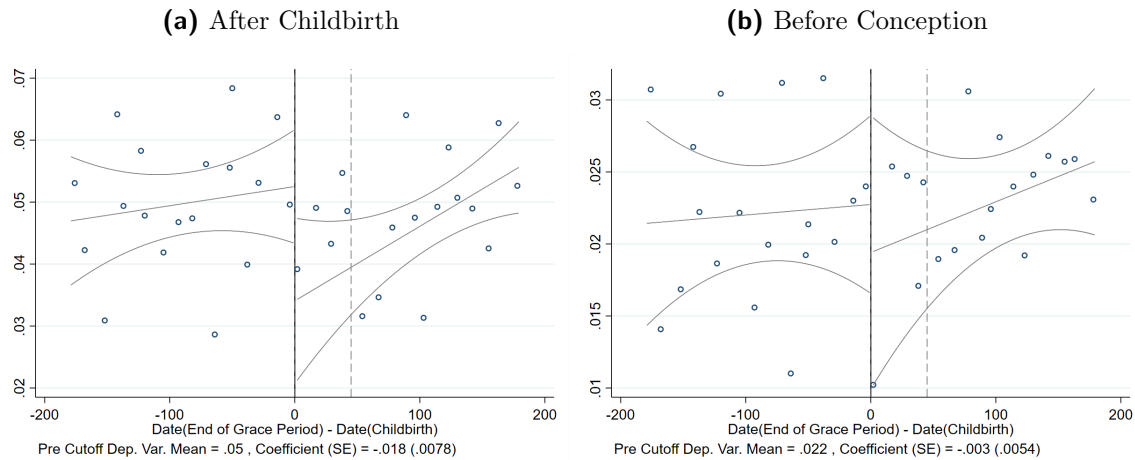 (a) After Childbirth
.07
.06
.05
.04
.03
.02
-200 -100 0 100 200
Date(End of Grace Period) - Date(Childbirth)
Pre Cutoff Dep. Var. Mean = .05 , Coefficient (SE) = -.018 (.0078)
(b) Before Conception
.03
.025
.02
.015
.01
-200 -100 0 100 200
Date(End of Grace Period) - Date(Childbirth)
Pre Cutoff Dep. Var. Mean = .022 , Coefficient (SE) = -.003 (.0054)